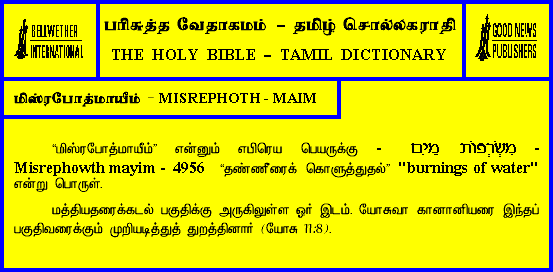 BELLWETHER
INTERNATIONAL
பரிசுத்த வேதாகமம் – தமிழ் சொல்லகராதி
THE HOLY BIBLE – TAMIL DICTIONARY
GOOD NEWS
PUBLISHERS
மிஸ்ரபோத்மாயீம் – MISREPHOTH - MAIM
“மிஸ்ரபோத்மாயீம்” என்னும் எபிரெய பெயருக்கு - מִשְׂרְפוֹת מַיִם -
Misrephowth mayim - 4956 “தண்ணீரைக் கொளுத்துதல்” "burnings of water"
என்று பொருள்.
மத்தியதரைக்கடல் பகுதிக்கு அருகிலுள்ள ஓர் இடம். யோசுவா கானானியரை இந்தப்
பகுதிவரைக்கும் முறியடித்துத் துரத்தினார் (யோசு 11:8).